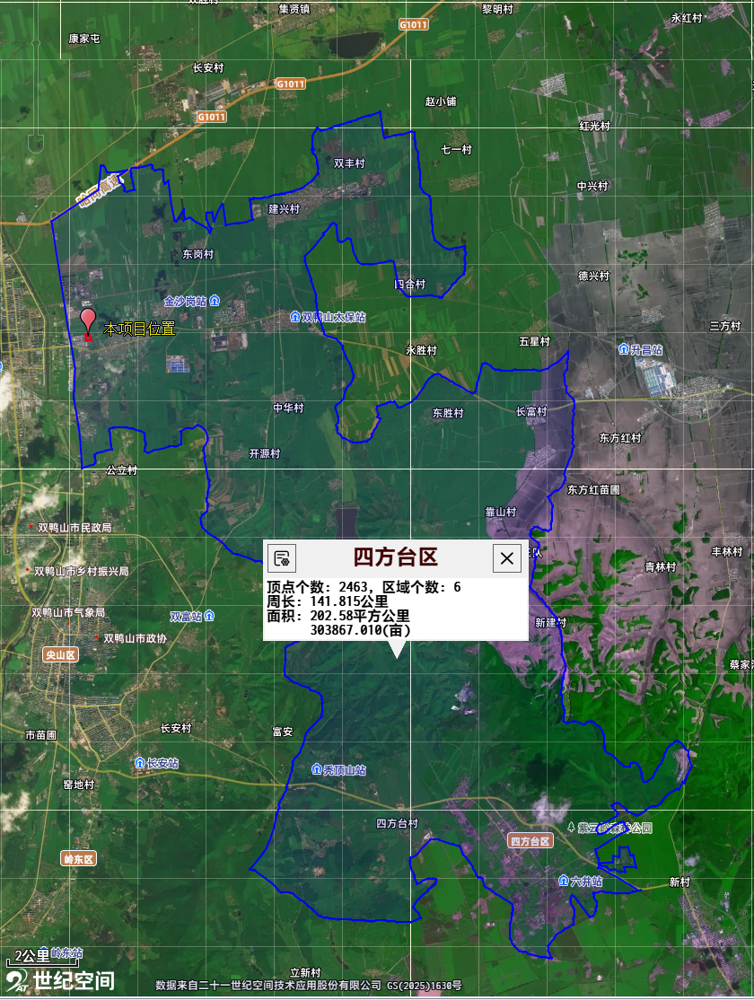 集贤镇
黎明村
永红村
G1011
康家屯
长安村
G1011
赵小铺
G1011
红光村
七一村
双丰村
哈同高速
中兴村
建兴村
东岗村
德兴村
四合村
金沙岗站
双鸭山太保站
三方村
本项目位置
五星村
永胜村
升昌站
中华村
东胜村
长富村
东方红村
开源村
公立村
东方红苗圃
靠山村
双鸭山市民政局
丰林村
队
青林村
双鸭山市乡村振兴局
四方台区
顶点个数: 2463, 区域个数: 6
周长: 141.815公里
面积: 202.58平方公里
303867.010(亩)
双鸭山市气象局
双富站
新建村
双鸭山市政协
尖山区
蔡家
富安
长安村
市苗圃
长安站
秃顶山站
窑地村
四方台村
四方台区
岭东区
六井站
新村
岭东站
2公里
立新村
世纪空间
数据来自二十一世纪空间技术应用股份有限公司 GS(2025)1630号